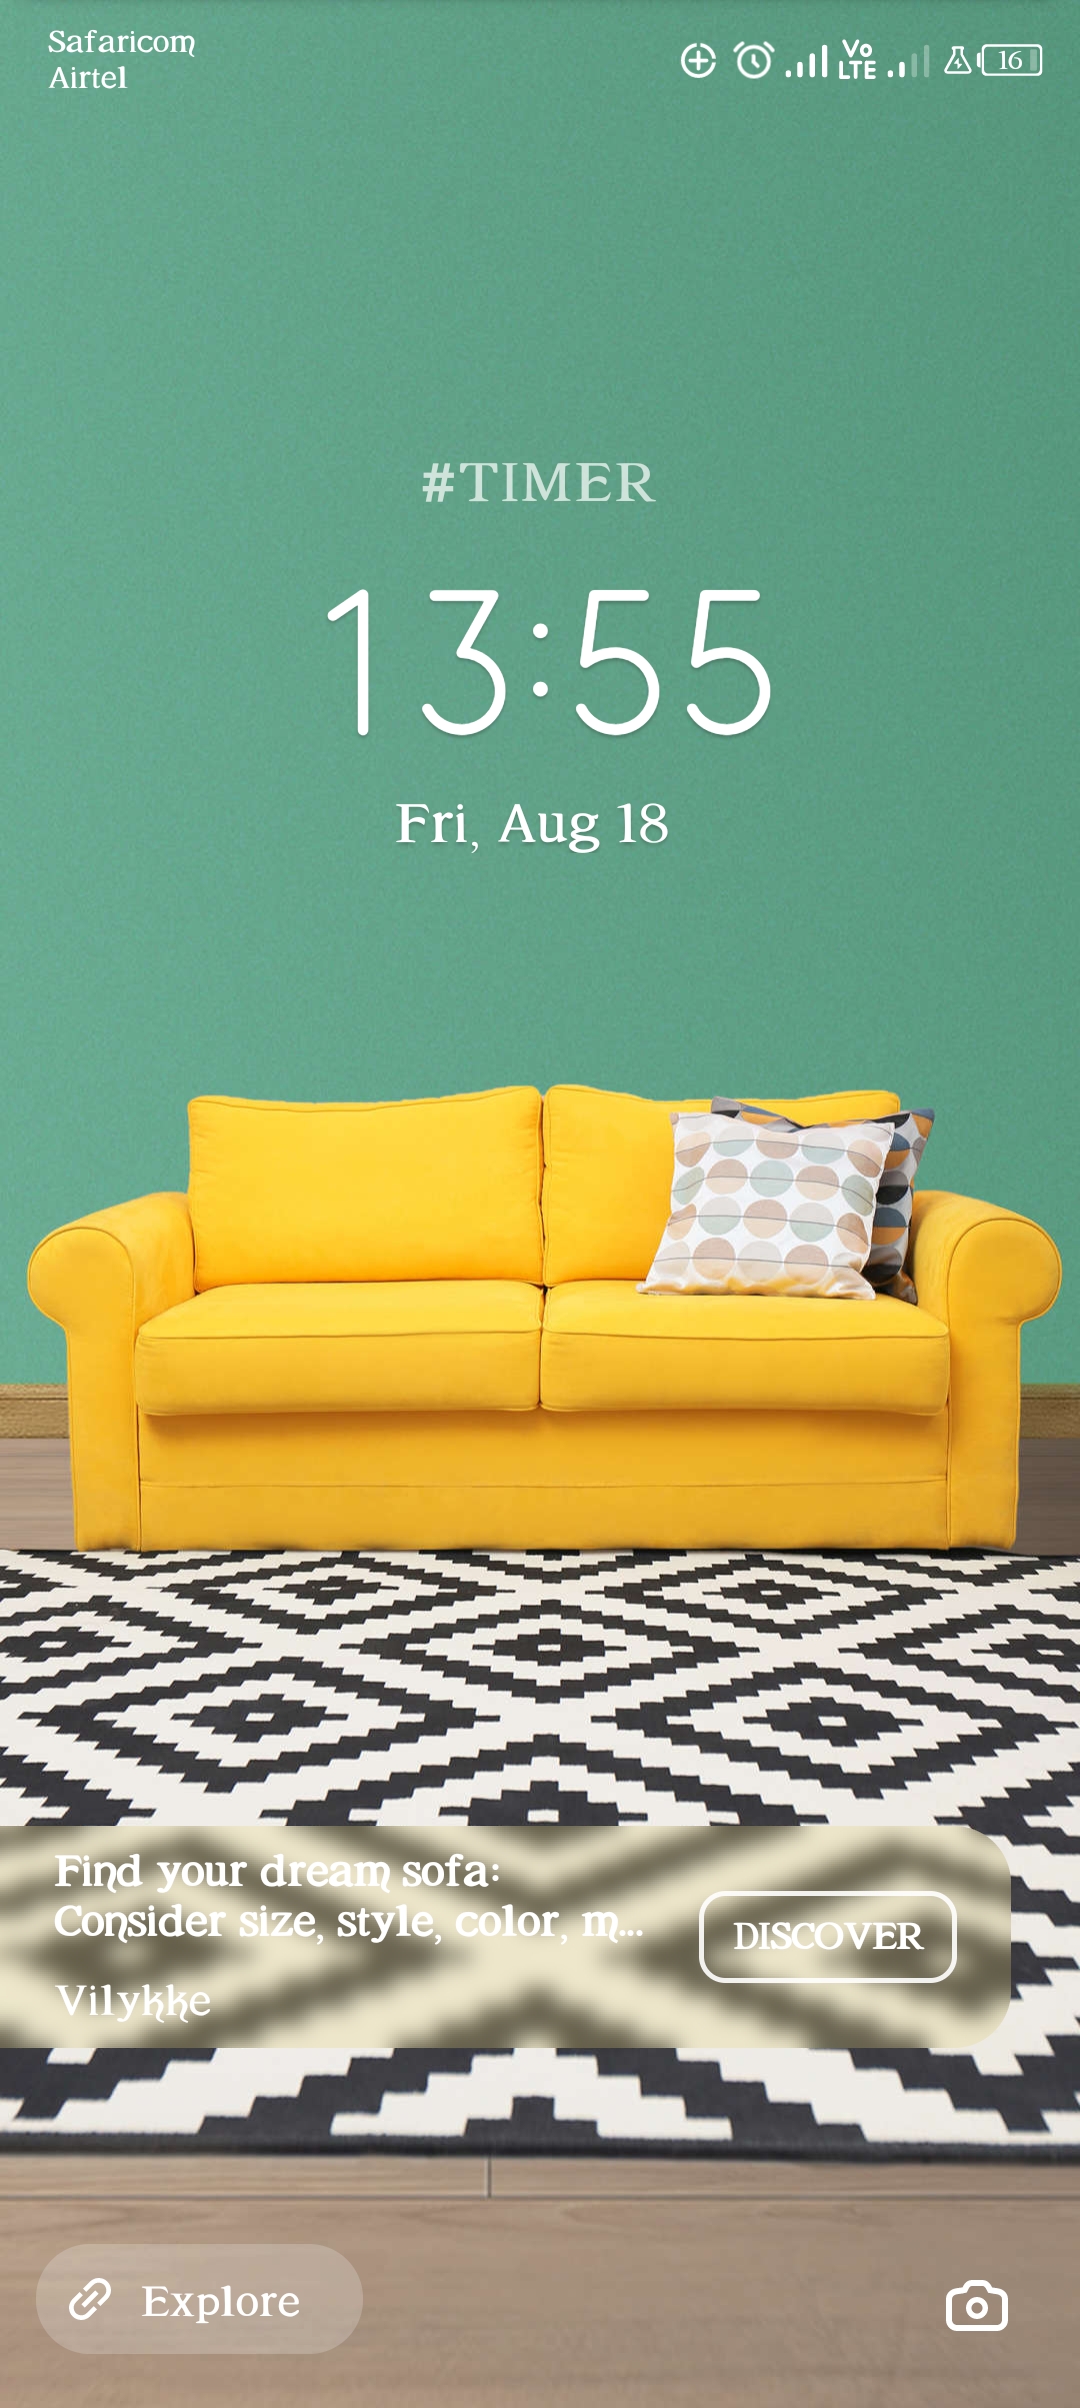 Safaricom
Airtel
Vo
LTE
16
#TIMER
13:55
Fri, Aug 18
Find your dream sofa:
Consider size, style, color, m...
DISCOVER
Vilykke
Explore